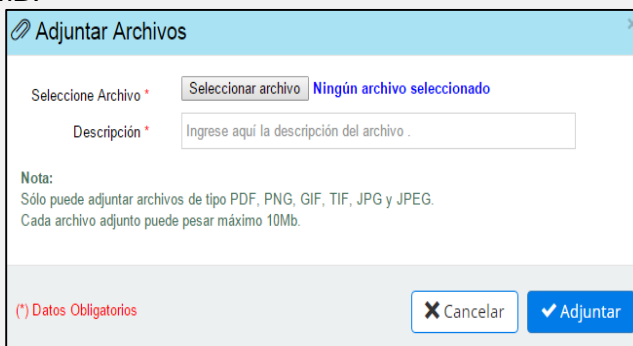 Adjuntar Archivos
Seleccione Archivo *
Seleccionar archivo Ningún archivo seleccionado
Descripción *
Ingrese aquí la descripción del archivo .
Nota:
Sólo puede adjuntar archivos de tipo PDF, PNG, GIF, TIF, JPG y JPEG.
Cada archivo adjunto puede pesar máximo 10Mb.
(*) Datos Obligatorios
Cancelar
Adjuntar